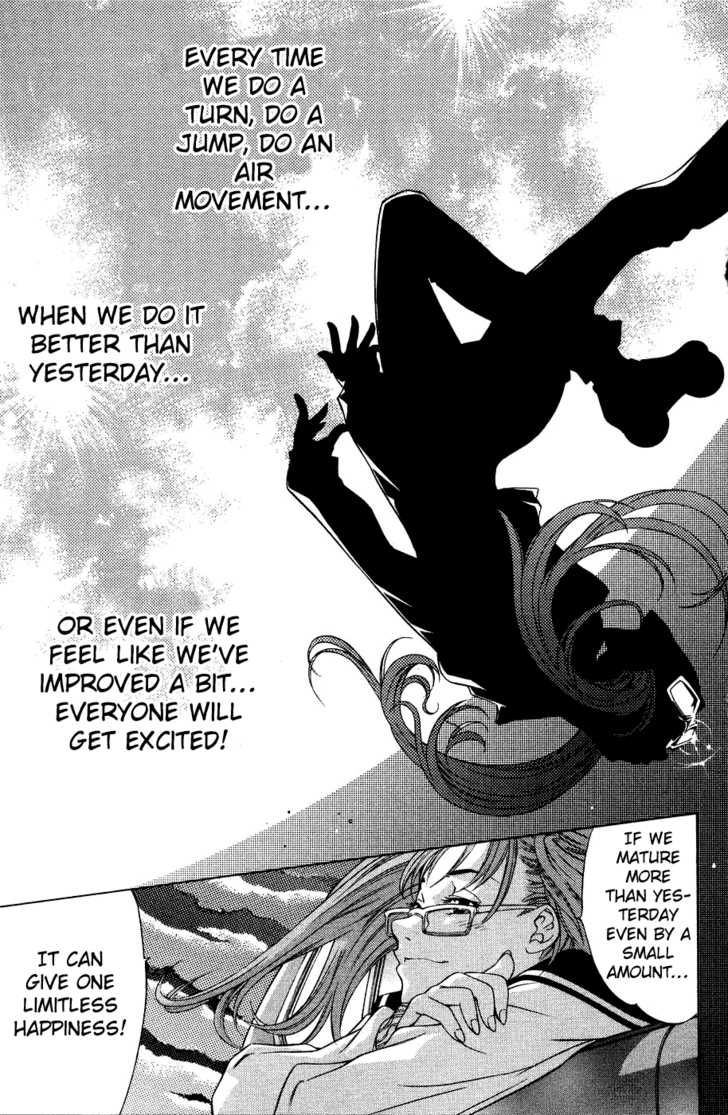 EVERY TIME
WE DO A
TURN, DO A
JUMP, DO AN
AIR
MOVEMENT...
WHEN WE DO IT
BETTER THAN
YESTERDAY...
OR EVEN IF WE
FEEL LIKE WE'VE
IMPROVED A BIT...
EVERYONE WILL
GET EXCITED!
IF WE
MATURE
MORE
THAN YES-
TERDAY
EVEN BY A
SMALL
AMOUNT...
IT CAN
GIVE ONE
LIMITLESS
HAPPINESS!